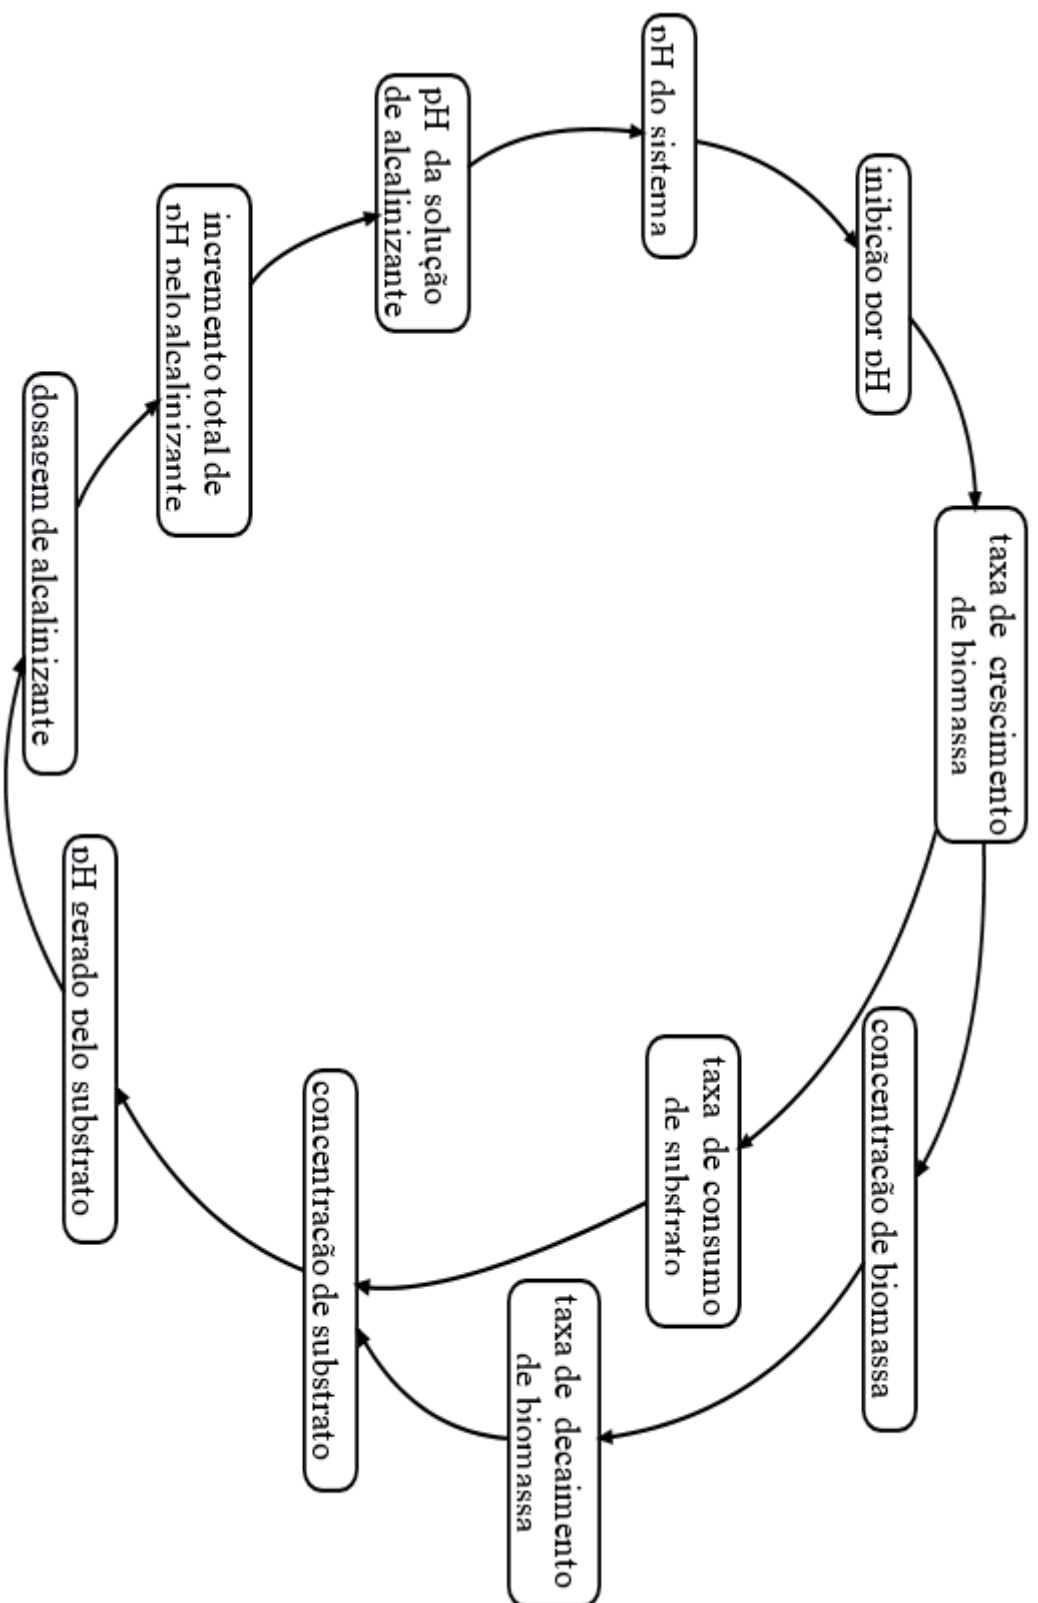 pH do sistema
inibição por pH
pH da solução
de alcalinizante
incremento total de
pH pelo alcalinizante
dosagem de alcalinizante
taxa de crescimento
de biomassa
concentração de biomassa
taxa de consumo
de substrato
taxa de decaimento
de biomassa
concentração de substrato
pH gerado pelo substrato